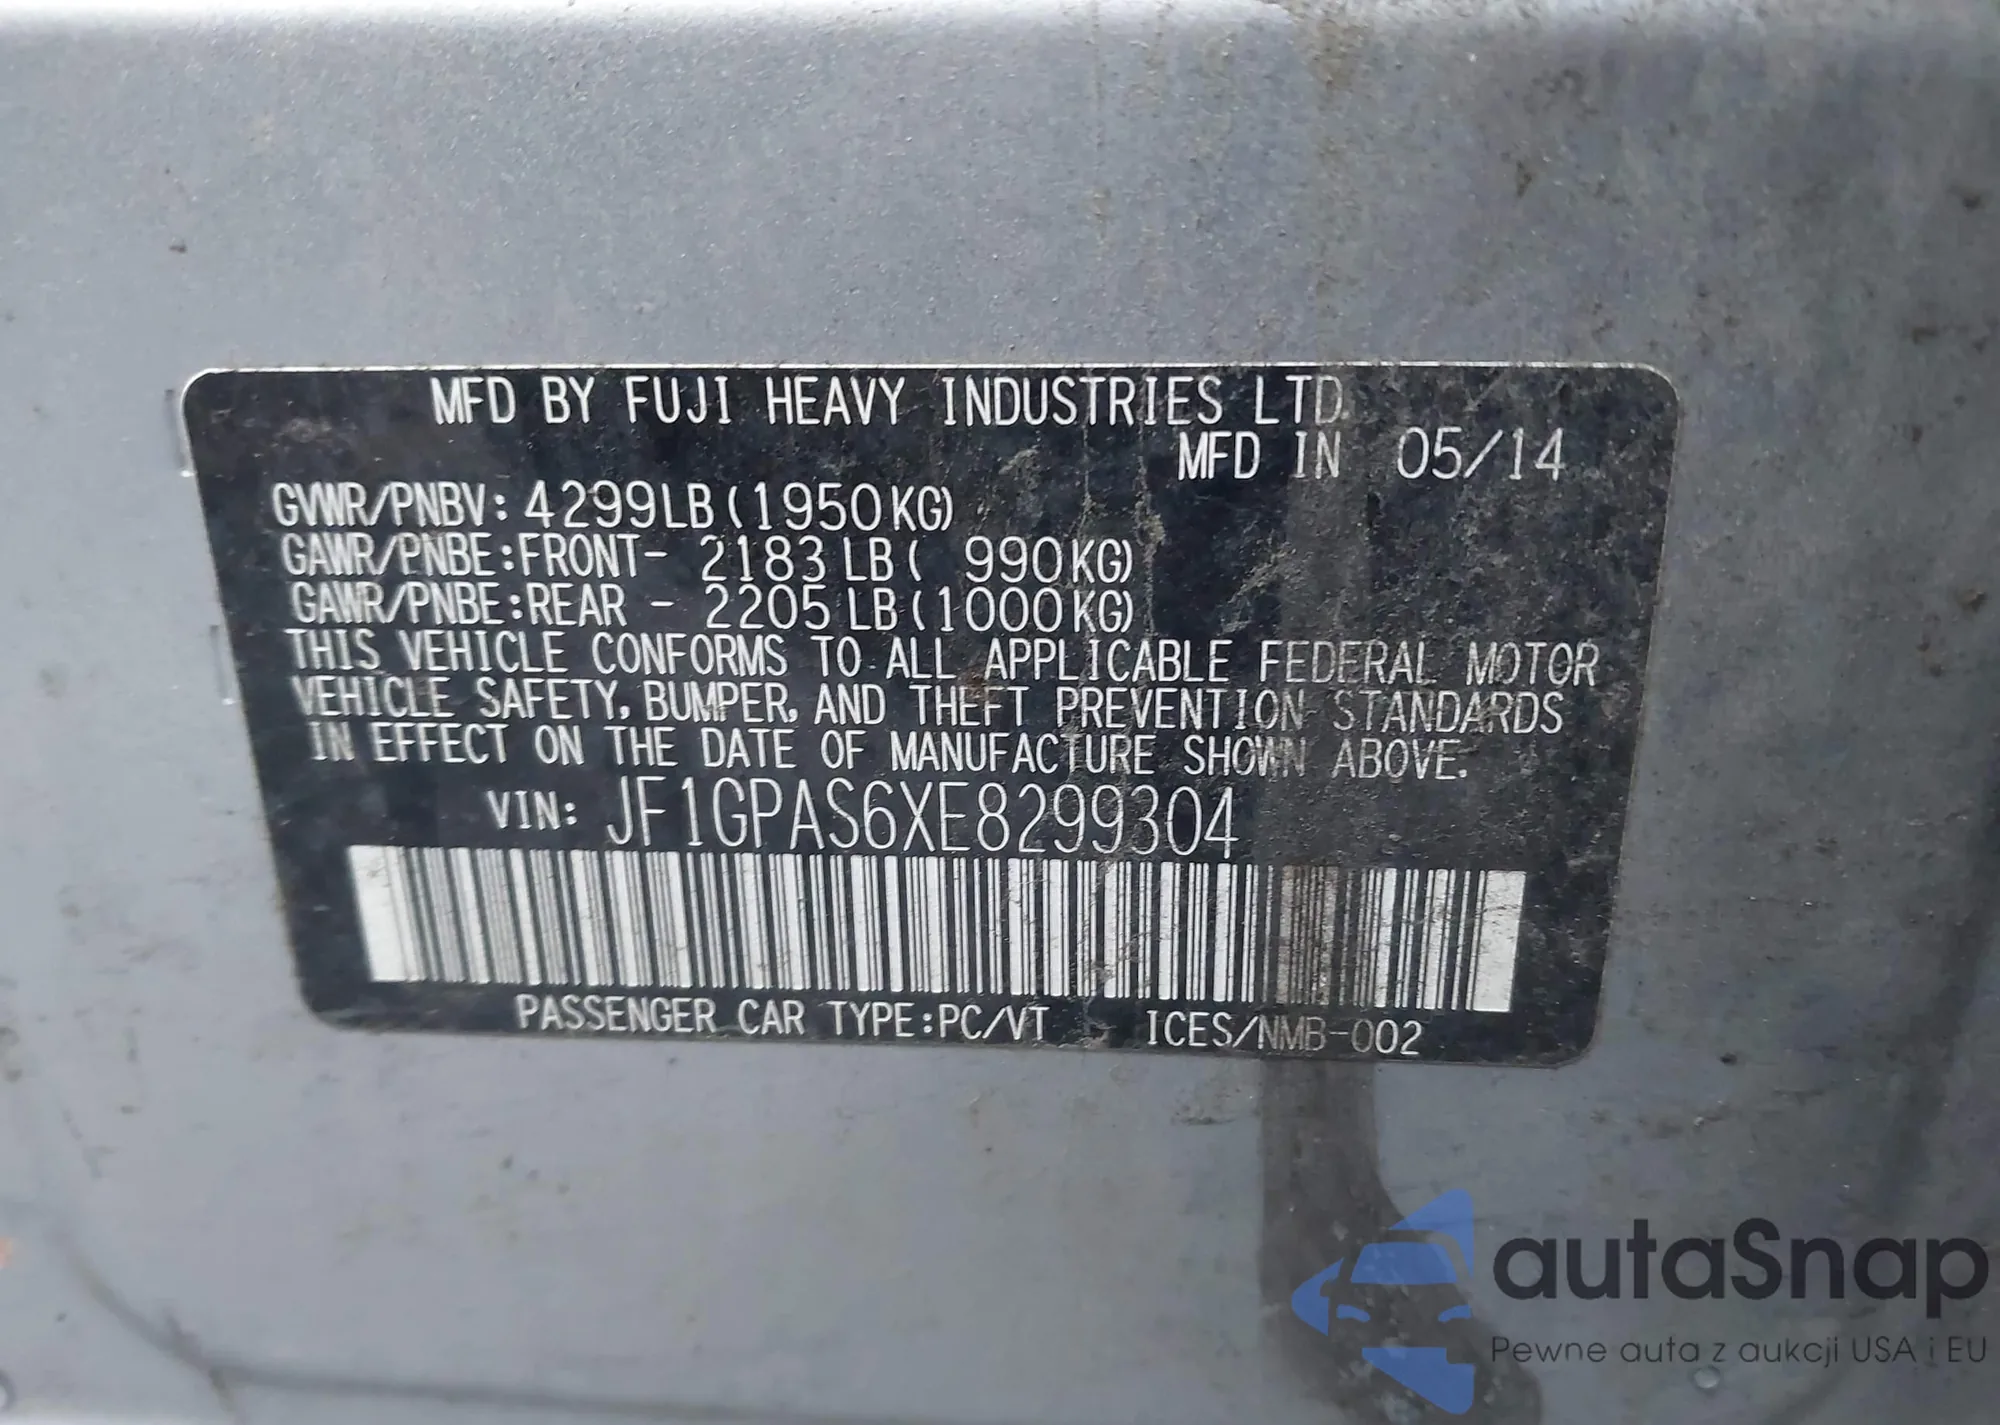 MFD BY FUJI HEAVY INDUSTRIES LTD.
MFD IN 05/14
GVWR/PNBV: 4299LB (1950KG)
GAWR/PNBE: FRONT- 2183 LB ( 990KG)
GAWR/PNBE: REAR - 2205 LB (1000KG)
THIS VEHICLE CONFORMS TO ALL APPLICABLE FEDERAL MOTOR
VEHICLE SAFETY, BUMPER, AND THEFT PREVENTION STANDARDS
IN EFFECT ON THE DATE OF MANUFACTURE SHOWN ABOVE.
VIN: JF1GPAS6XE8299304
PASSENGER CAR TYPE:PC/VT ICES/NMB-002
autaSnap
Pewne auta z aukcji USA i EU